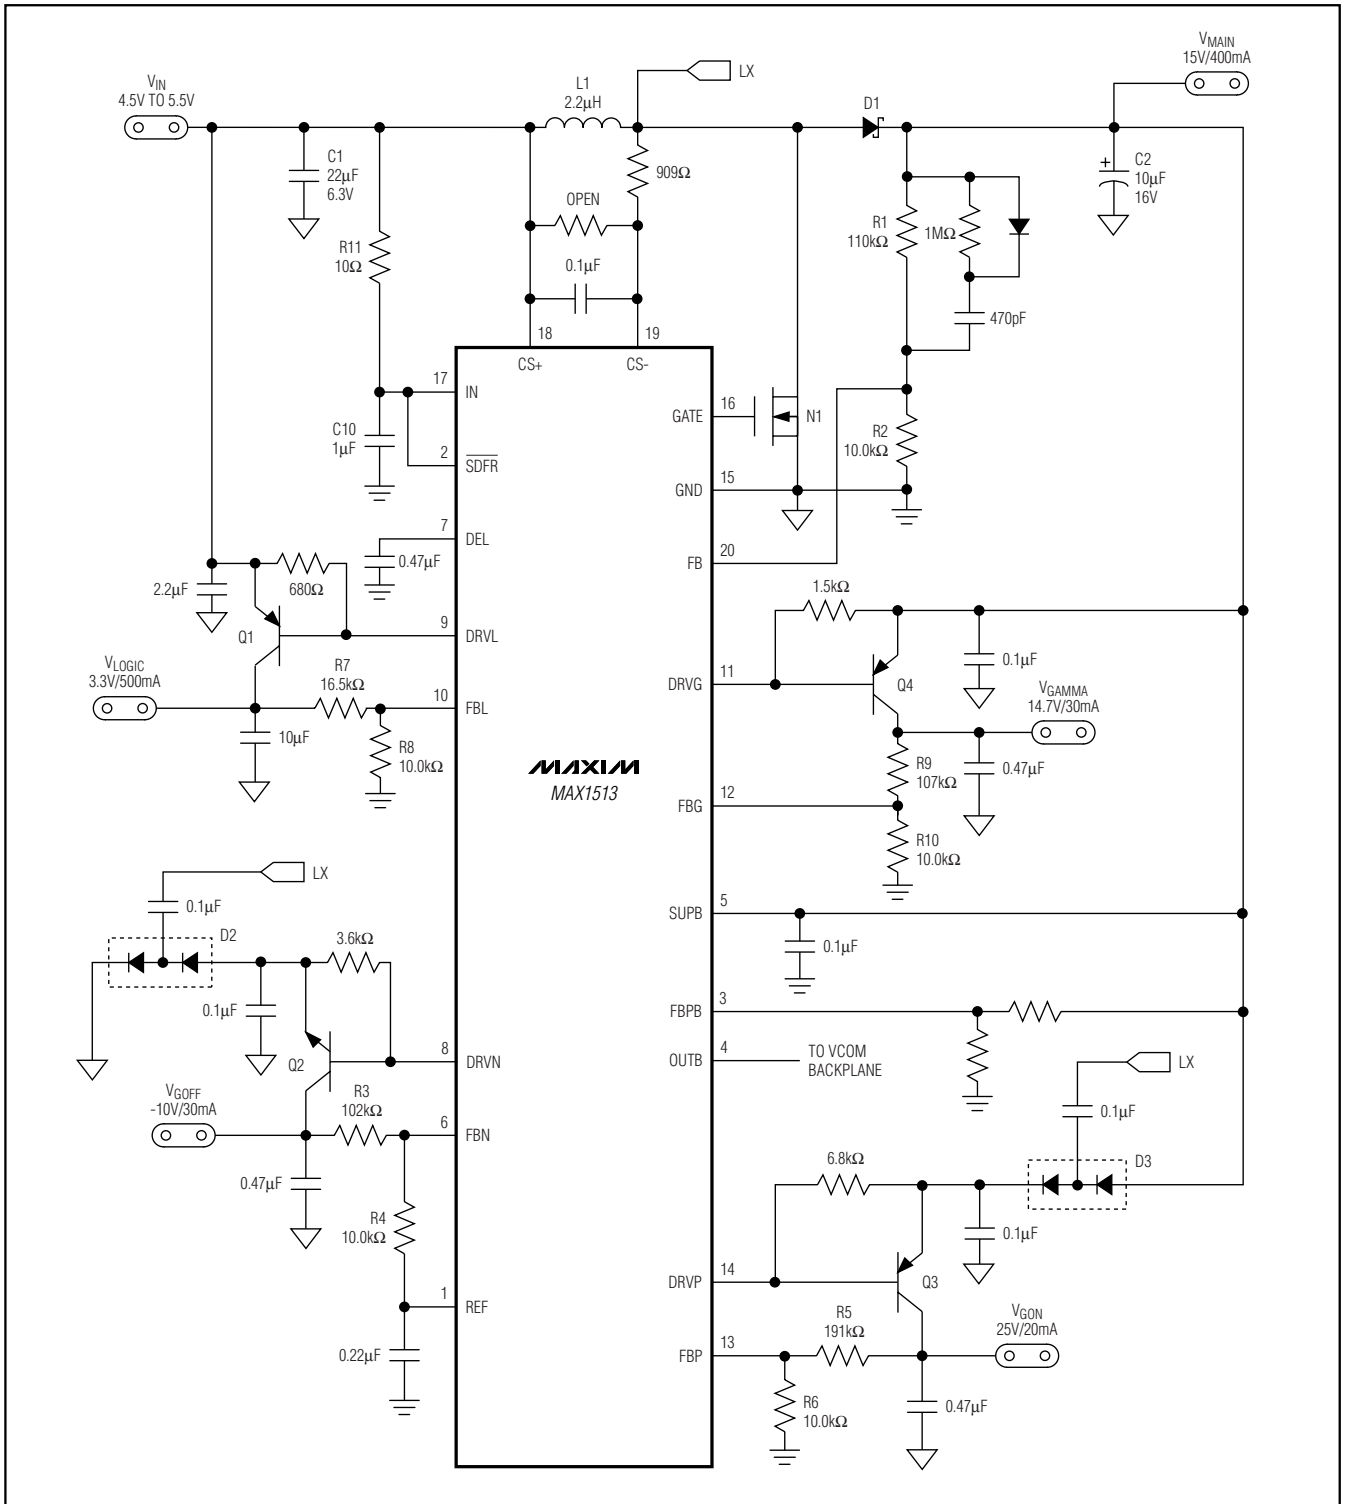 V_MAIN
15V/400mA
LX
V_IN
4.5V TO 5.5V
L1
2.2µH
D1
C1
22µF
6.3V
909Ω
C2
10µF
16V
+
OPEN
R1
110kΩ
1MΩ
R11
10Ω
0.1µF
470pF
18
19
CS+
CS-
17
IN
16
GATE
N1
C10
1µF
R2
10.0kΩ
2
SDFR
15
GND
7
DEL
0.47µF
20
FB
2.2µF
680Ω
1.5kΩ
Q1
9
DRVL
0.1µF
V_LOGIC
3.3V/500mA
R7
16.5kΩ
11
DRVG
Q4
V_GAMMA
14.7V/30mA
10
FBL
10µF
R8
10.0kΩ
R9
107kΩ
0.47µF
MAXIM
MAX1513
12
FBG
R10
10.0kΩ
LX
0.1µF
5
SUPB
D2
3.6kΩ
0.1µF
0.1µF
3
FBPB
Q2
8
DRVN
4
OUTB
TO VCOM
BACKPLANE
LX
V_GOFF
-10V/30mA
R3
102kΩ
0.1µF
6
FBN
6.8kΩ
D3
0.47µF
R4
10.0kΩ
0.1µF
14
DRVP
Q3
1
REF
R5
191kΩ
V_GON
25V/20mA
0.22µF
13
FBP
R6
10.0kΩ
0.47µF